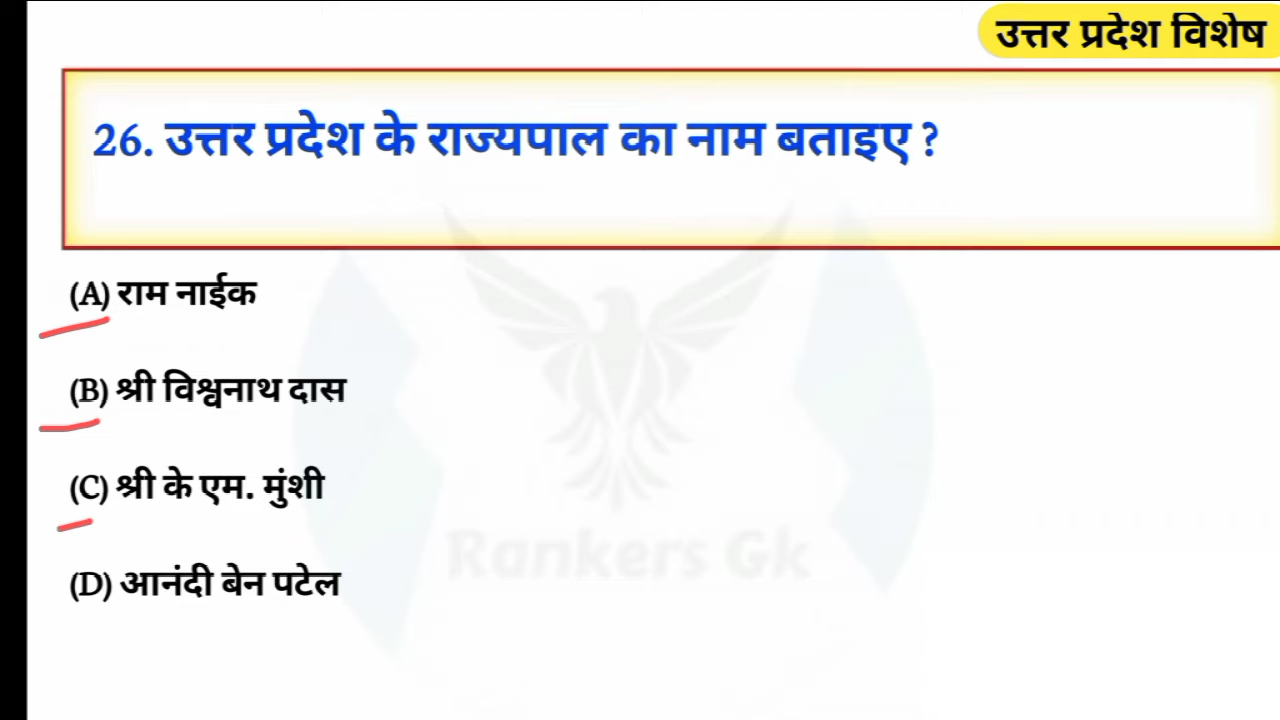 उत्तर प्रदेश विशेष
26. उत्तर प्रदेश के राज्यपाल का नाम बताइए ?
(A) राम नाईक
(B) श्री विश्वनाथ दास
(C) श्री के एम. मुंशी
(D) आनंदी बेन पटेल
Rankers Gk